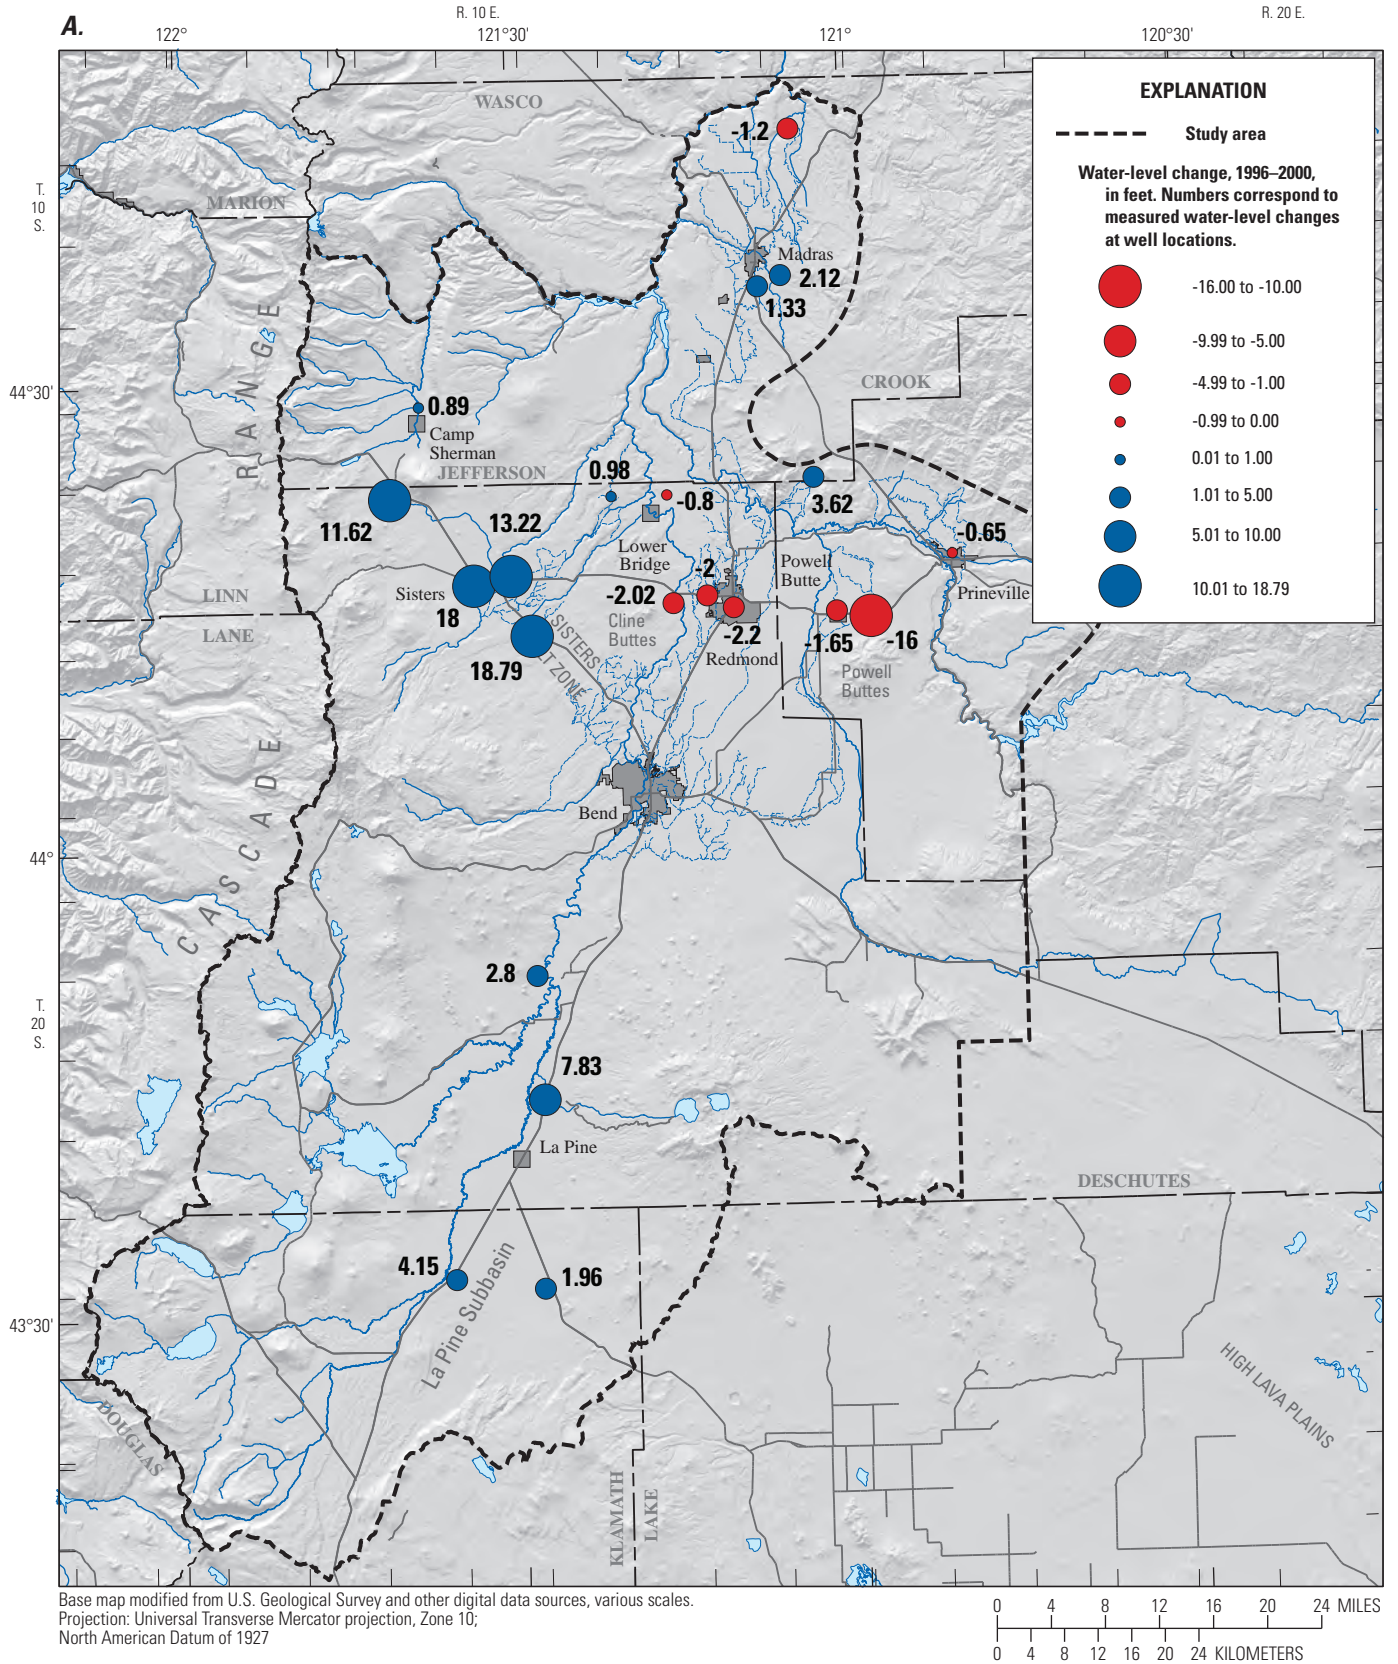 A.
R. 10 E.
R. 20 E.
122°
121°30'
121°
120°30'
EXPLANATION
Study area
Water-level change, 1996–2000,
in feet. Numbers correspond to
measured water-level changes
at well locations.
-16.00 to -10.00
-9.99 to -5.00
-4.99 to -1.00
-0.99 to 0.00
0.01 to 1.00
1.01 to 5.00
5.01 to 10.00
10.01 to 18.79
WASCO
-1.2
T.
10
S.
MARION
Madras
2.12
1.33
CASCADE RANGE
44°30'
CROOK
0.89
Camp
Sherman
JEFFERSON
0.98
-0.8
3.62
11.62
13.22
-0.65
Lower
Bridge
Powell
Butte
-2
Sisters
18
-2.02
Cline
Buttes
-2.2
Redmond
-1.65
-16
Prineville
LINN
LANE
SISTERS
LT ZONE
18.79
Powell
Buttes
Bend
44°
2.8
T.
20
S.
7.83
La Pine
DESCHUTES
4.15
1.96
La Pine Subbasin
43°30'
HIGH LAVA PLAINS
DOUGLAS
KLAMATH
LAKE
Base map modified from U.S. Geological Survey and other digital data sources, various scales.
Projection: Universal Transverse Mercator projection, Zone 10;
North American Datum of 1927
0 4 8 12 16 20 24 MILES
0 4 8 12 16 20 24 KILOMETERS